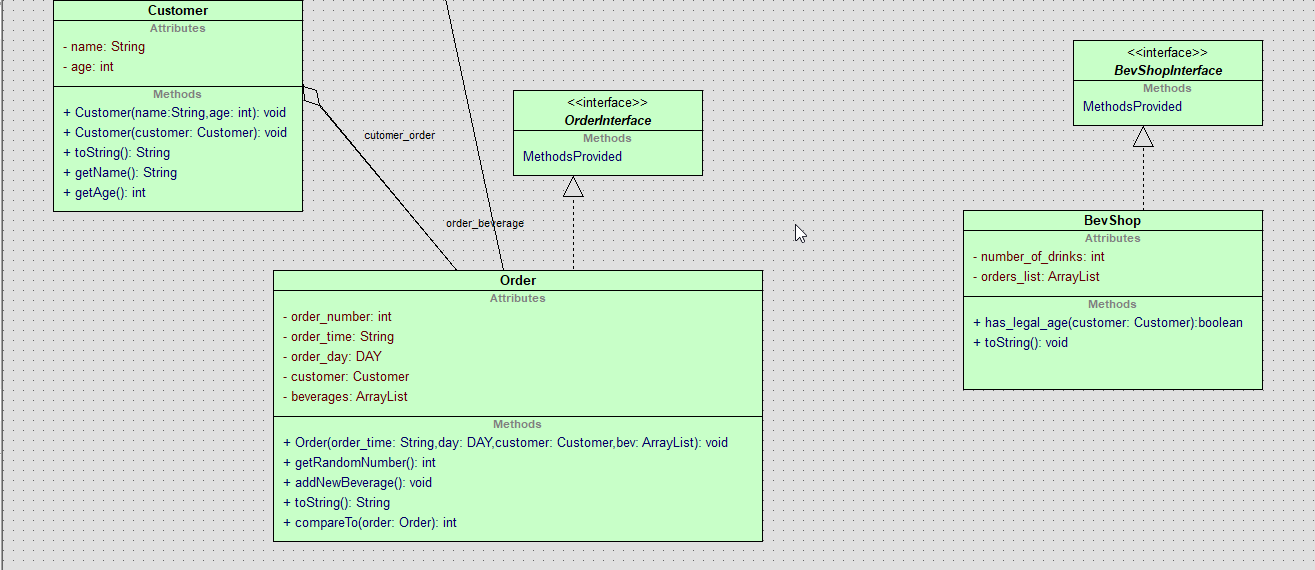 Customer
Attributes
- name: String
- age: int
Methods
+ Customer(name:String,age: int): void
+ Customer(customer: Customer): void
+ toString(): String
+ getName(): String
+ getAge(): int
cutomer_order
order_beverage
<<interface>>
OrderInterface
Methods
MethodsProvided
<<interface>>
BevShopInterface
Methods
MethodsProvided
BevShop
Attributes
- number_of_drinks: int
- orders_list: ArrayList
Methods
+ has_legal_age(customer: Customer):boolean
+ toString(): void
Order
Attributes
- order_number: int
- order_time: String
- order_day: DAY
- customer: Customer
- beverages: ArrayList
Methods
+ Order(order_time: String,day: DAY,customer: Customer,bev: ArrayList): void
+ getRandomNumber(): int
+ addNewBeverage(): void
+ toString(): String
+ compareTo(order: Order): int